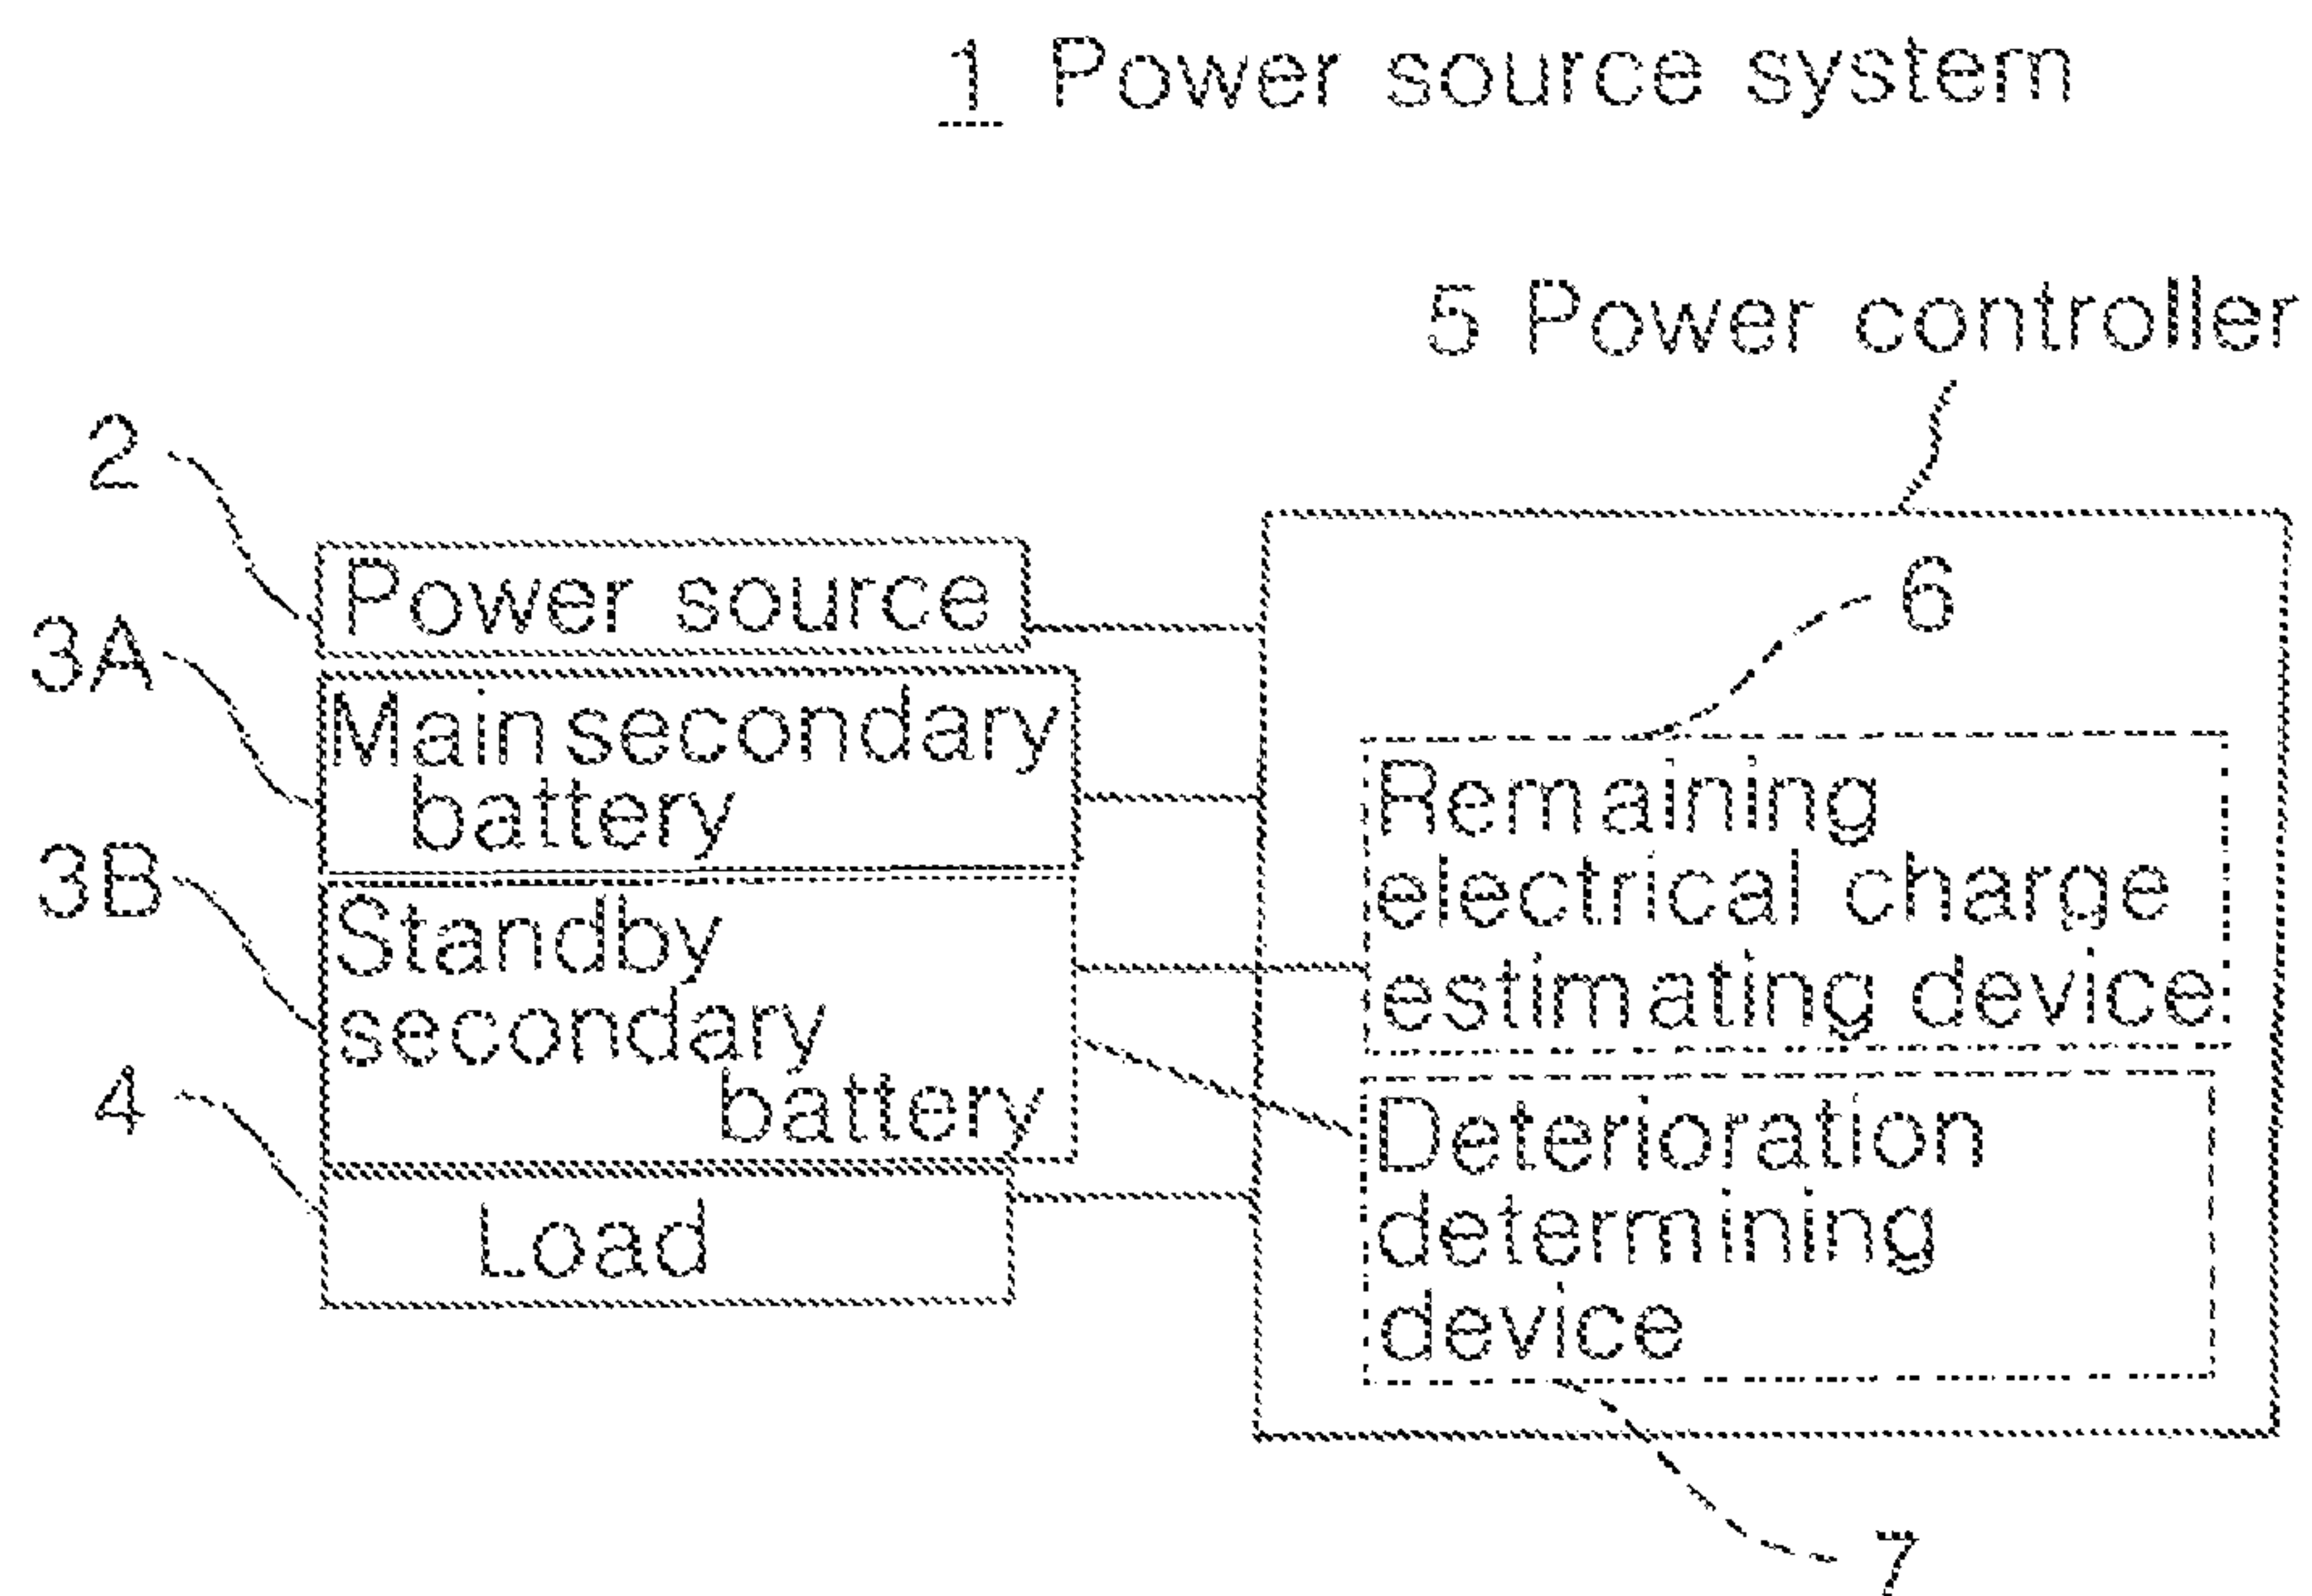 1 Power source system
5 Power controller
2
Power source
6
3A
Main secondary
battery
Remaining
electrical charge
estimating device
3B
Standby
secondary
battery
4
Load
Deterioration
determining
device
7